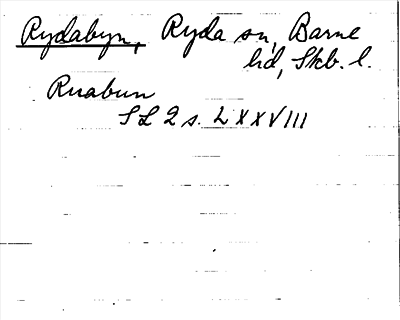 Rydabyn, Ryda sn, Barne
hd, Skb. l.
Ruabun
SL 2 s. LXXVIII